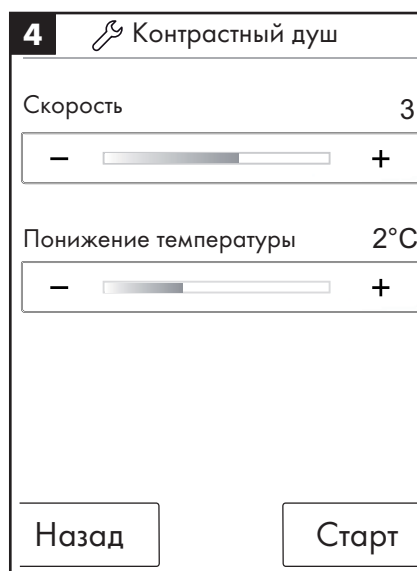 4 Контрастный душ
Скорость 3
− +
Понижение температуры 2°C
− +
Назад Старт